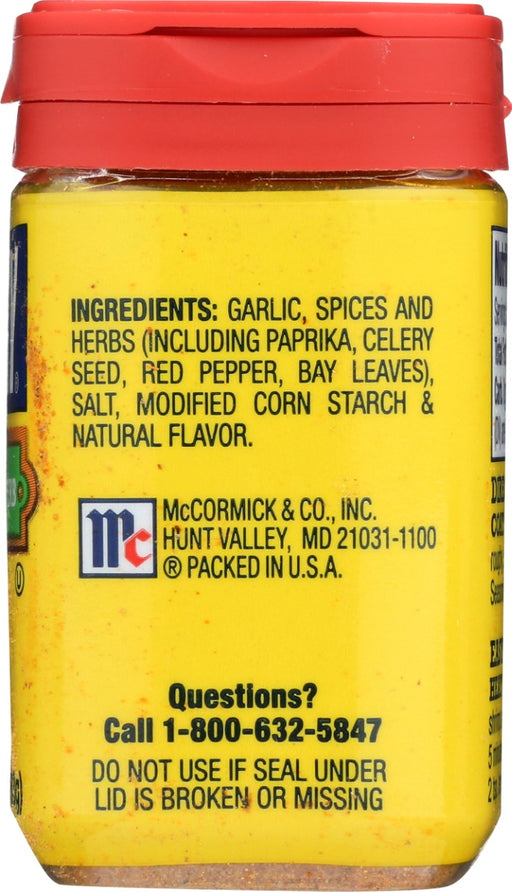 INGREDIENTS: GARLIC, SPICES AND
HERBS (INCLUDING PAPRIKA, CELERY
SEED, RED PEPPER, BAY LEAVES),
SALT, MODIFIED CORN STARCH &
NATURAL FLAVOR.
Mc
McCORMICK & CO., INC.
HUNT VALLEY, MD 21031-1100
® PACKED IN U.S.A.
Questions?
Call 1-800-632-5847
DO NOT USE IF SEAL UNDER
LID IS BROKEN OR MISSING